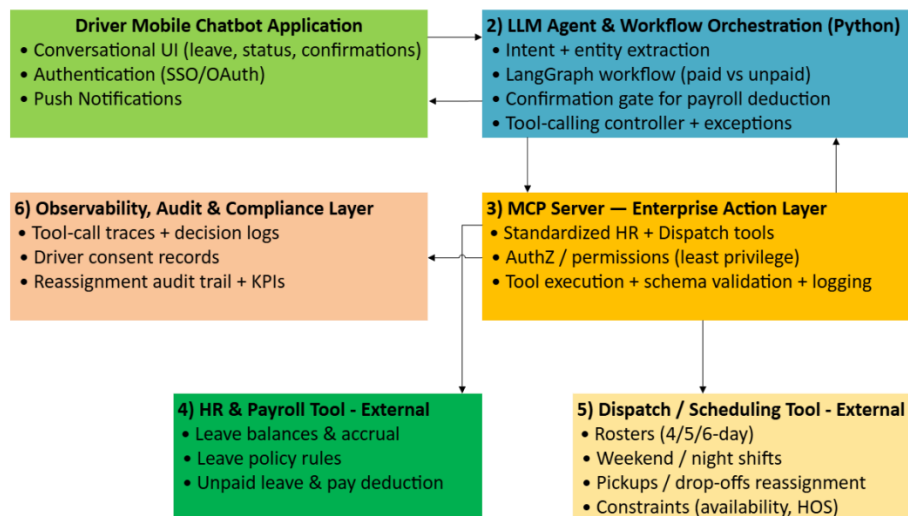 Driver Mobile Chatbot Application
• Conversational UI (leave, status, confirmations)
• Authentication (SSO/OAuth)
• Push Notifications
2) LLM Agent & Workflow Orchestration (Python)
• Intent + entity extraction
• LangGraph workflow (paid vs unpaid)
• Confirmation gate for payroll deduction
• Tool-calling controller + exceptions
6) Observability, Audit & Compliance Layer
• Tool-call traces + decision logs
• Driver consent records
• Reassignment audit trail + KPIs
3) MCP Server — Enterprise Action Layer
• Standardized HR + Dispatch tools
• AuthZ / permissions (least privilege)
• Tool execution + schema validation + logging
4) HR & Payroll Tool - External
• Leave balances & accrual
• Leave policy rules
• Unpaid leave & pay deduction
5) Dispatch / Scheduling Tool - External
• Rosters (4/5/6-day)
• Weekend / night shifts
• Pickups / drop-offs reassignment
• Constraints (availability, HOS)